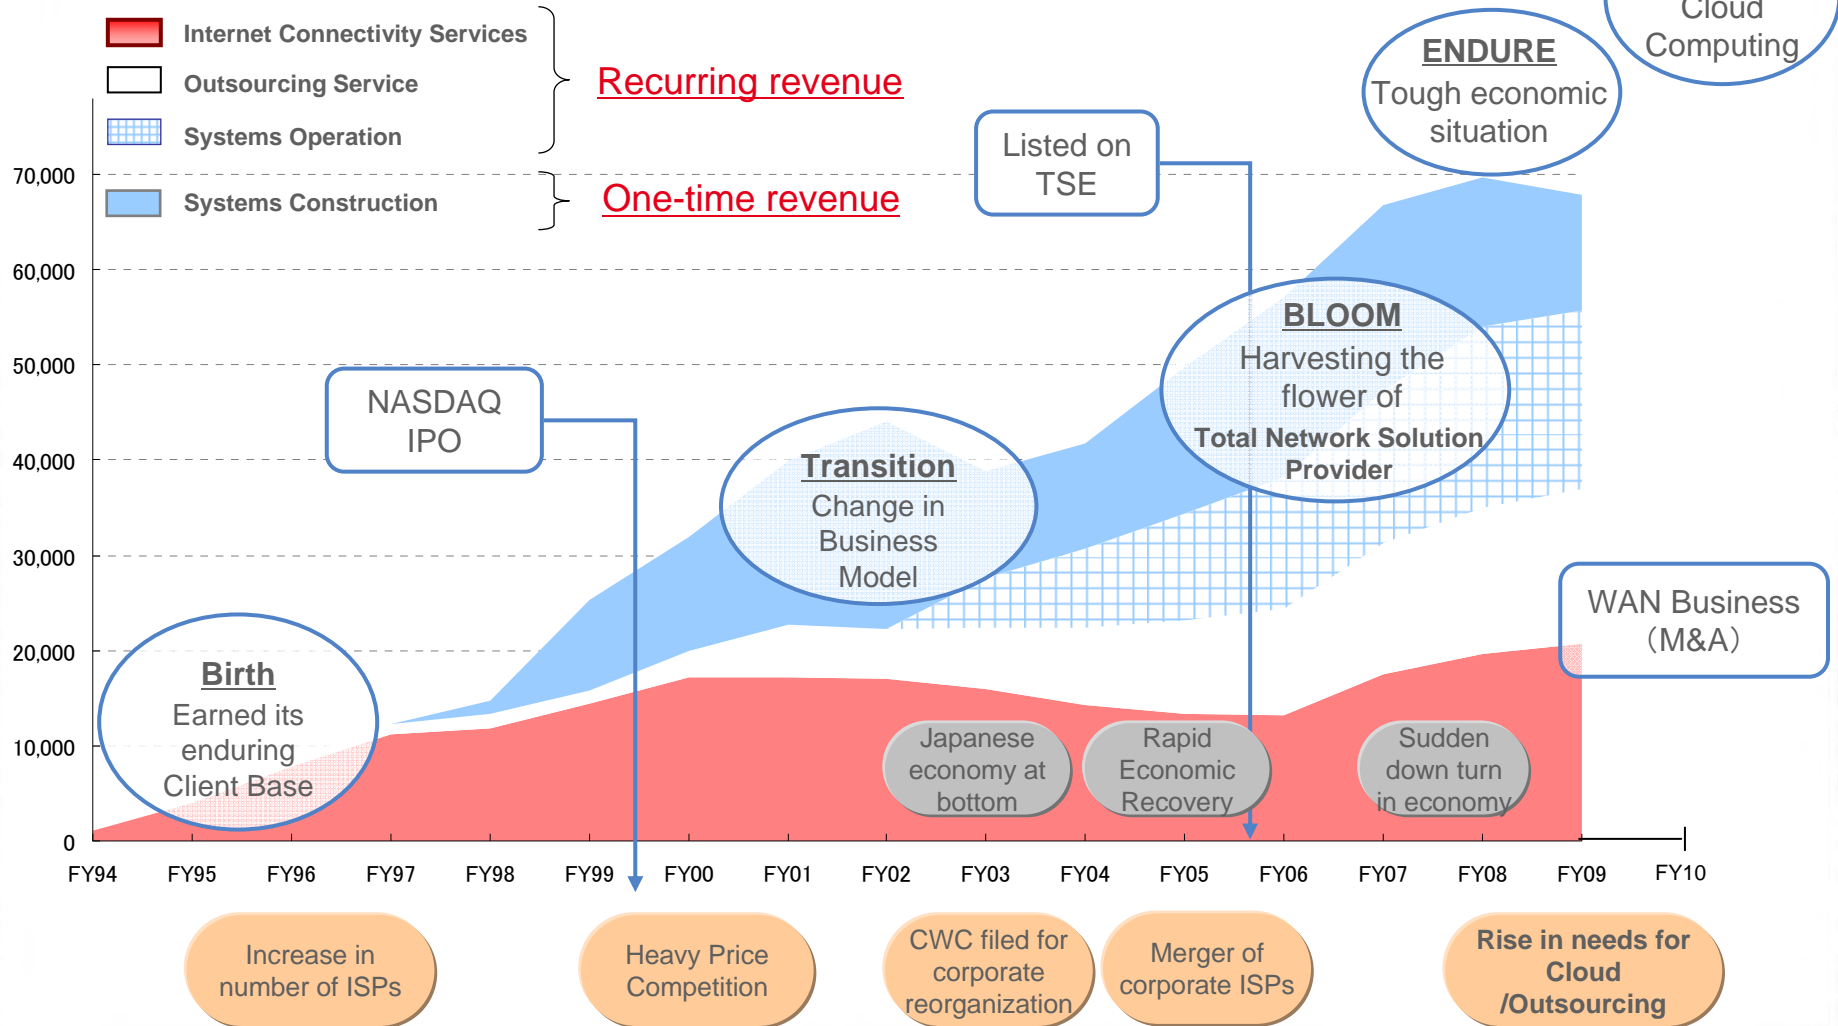 Internet Connectivity Services
Outsourcing Service
Systems Operation
Systems Construction
Recurring revenue
One-time revenue
Cloud
Computing
ENDURE
Tough economic
situation
Listed on
TSE
NASDAQ
IPO
BLOOM
Harvesting the
flower of
Total Network Solution
Provider
Transition
Change in
Business
Model
Birth
Earned its
enduring
Client Base
WAN Business
（M&A）
Japanese
economy at
bottom
Rapid
Economic
Recovery
Sudden
down turn
in economy
70,000
60,000
50,000
40,000
30,000
20,000
10,000
0
FY94 FY95 FY96 FY97 FY98 FY99 FY00 FY01 FY02 FY03 FY04 FY05 FY06 FY07 FY08 FY09 FY10
Increase in
number of ISPs
Heavy Price
Competition
CWC filed for
corporate
reorganization
Merger of
corporate ISPs
Rise in needs for
Cloud
/Outsourcing